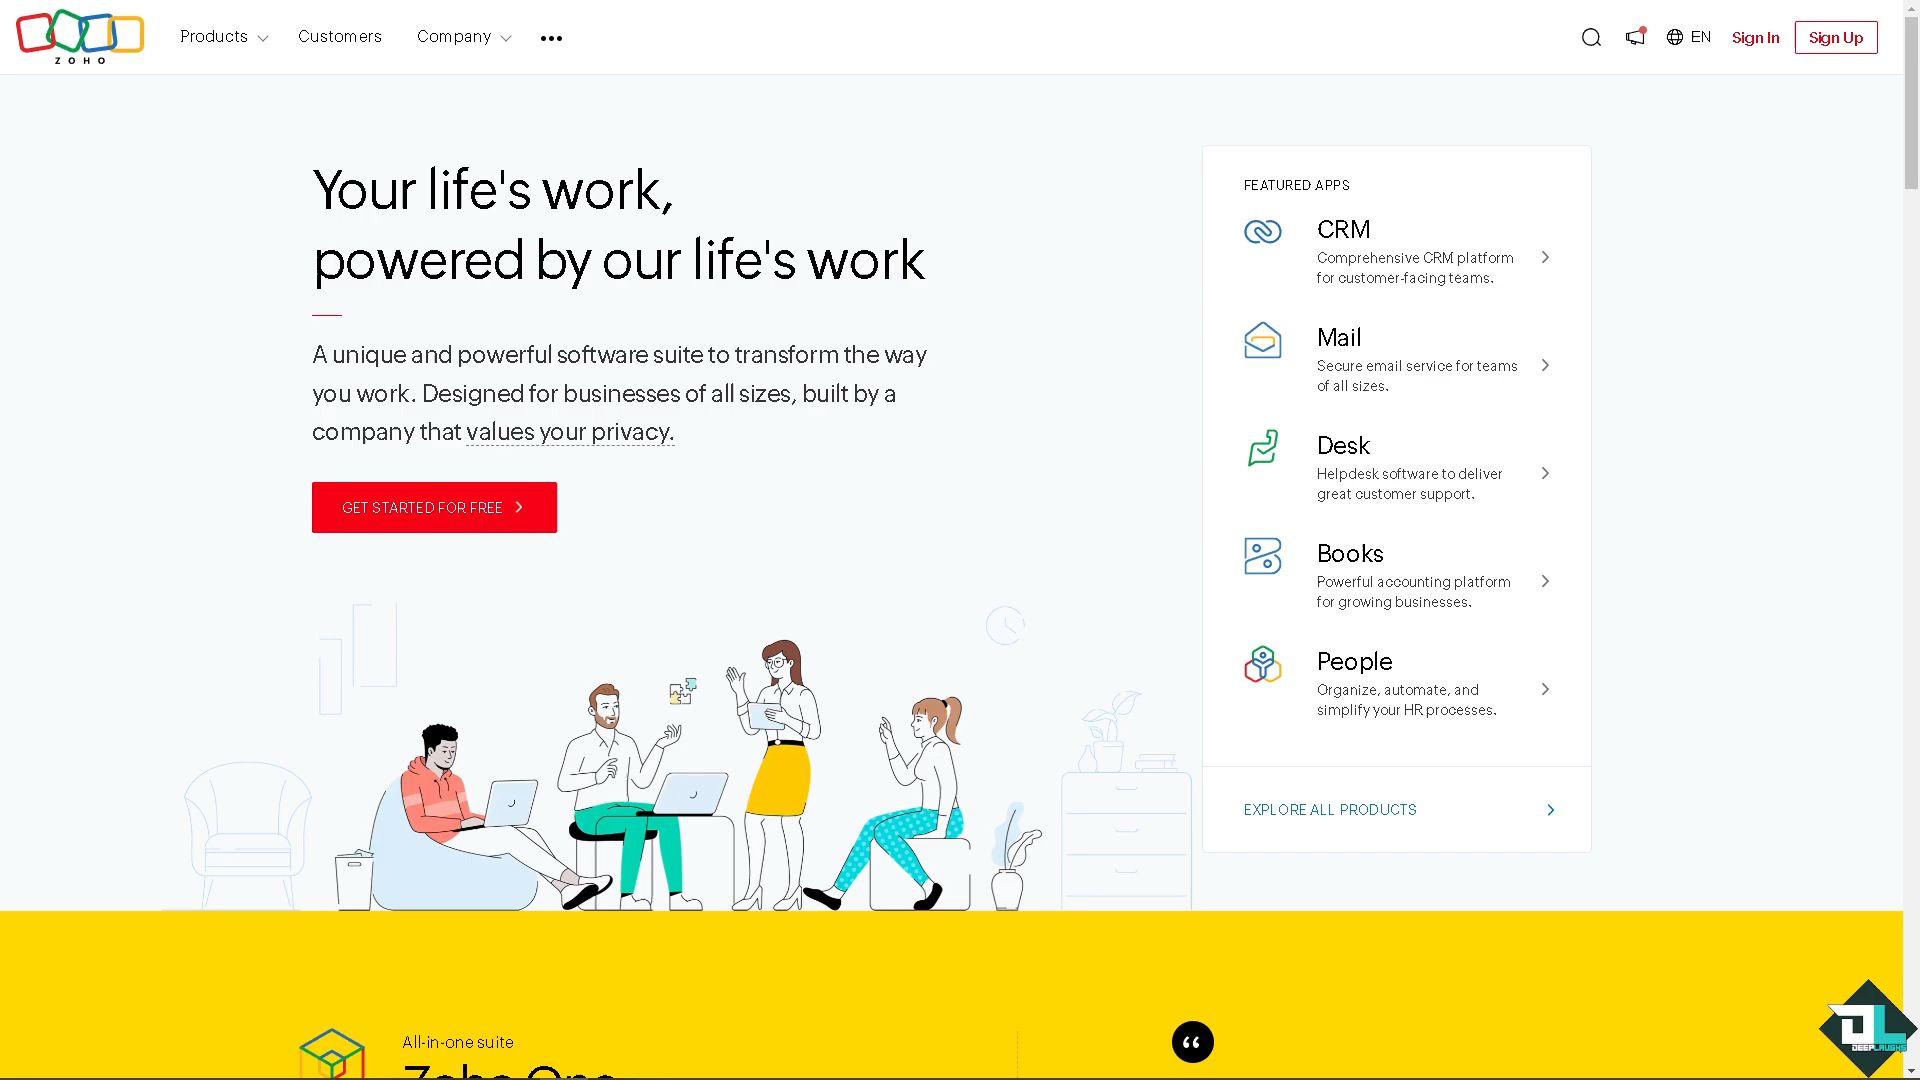 ZOHO
Products
Customers
Company
EN
Sign In
Sign Up
Your life's work,
powered by our life's work
A unique and powerful software suite to transform the way
you work. Designed for businesses of all sizes, built by a
company that values your privacy.
GET STARTED FOR FREE
FEATURED APPS
CRM
Comprehensive CRM platform
for customer-facing teams.
Mail
Secure email service for teams
of all sizes.
Desk
Helpdesk software to deliver
great customer support.
Books
Powerful accounting platform
for growing businesses.
People
Organize, automate, and
simplify your HR processes.
EXPLORE ALL PRODUCTS
All-in-one suite
Zoho One
“
DL
DEEPLAUGHS